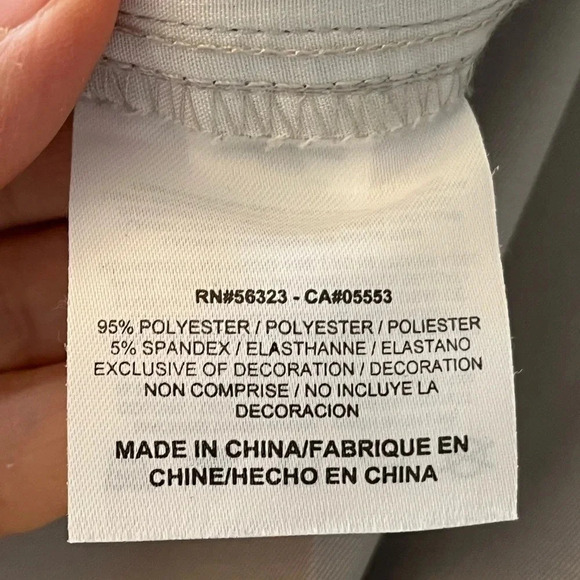 RN#56323 - CA#05553
95% POLYESTER / POLYESTER / POLIESTER
5% SPANDEX / ELASTHANNE / ELASTANO
EXCLUSIVE OF DECORATION / DECORATION
NON COMPRISE / NO INCLUYE LA
DECORACION
MADE IN CHINA/FABRIQUE EN
CHINE/HECHO EN CHINA